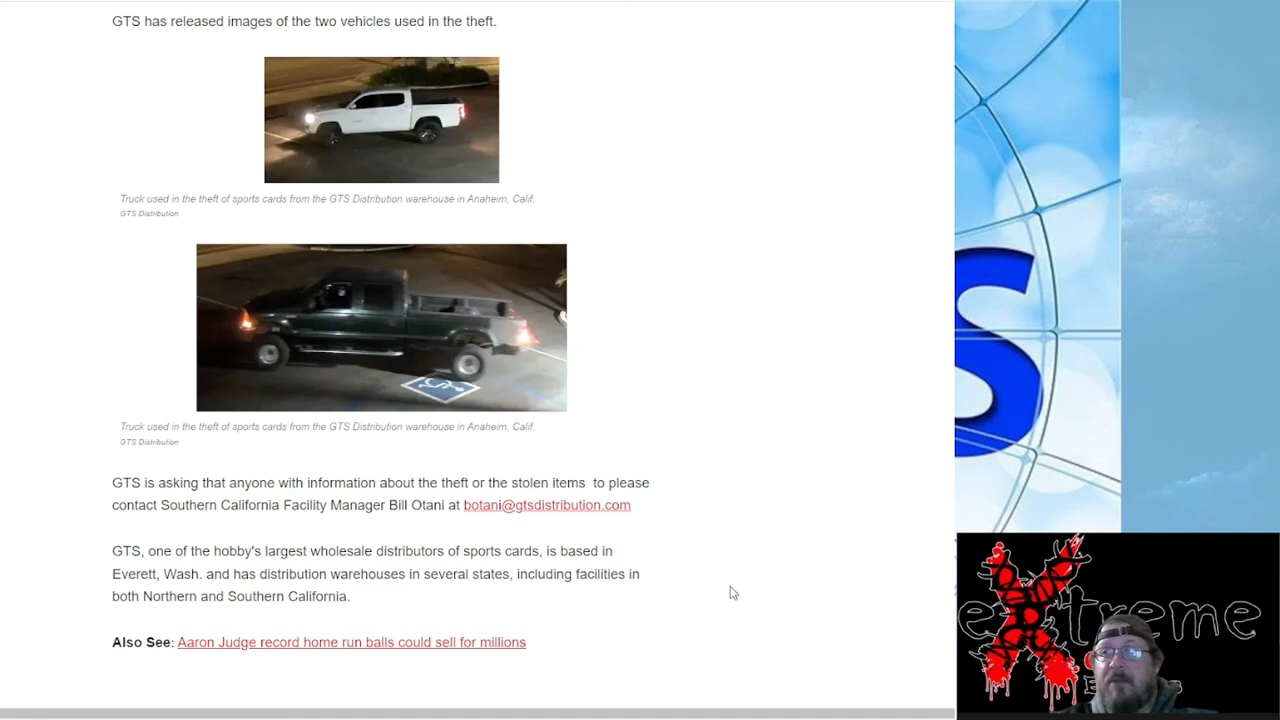 GTS has released images of the two vehicles used in the theft.
Truck used in the theft of sports cards from the GTS Distribution warehouse in Anaheim, Calif.
GTS Distribution
Truck used in the theft of sports cards from the GTS Distribution warehouse in Anaheim, Calif.
GTS Distribution
GTS is asking that anyone with information about the theft or the stolen items to please
contact Southern California Facility Manager Bill Otani at botani@gtsdistribution.com
GTS, one of the hobby's largest wholesale distributors of sports cards, is based in
Everett, Wash. and has distribution warehouses in several states, including facilities in
both Northern and Southern California.
Also See: Aaron Judge record home run balls could sell for millions
S
eXtreme